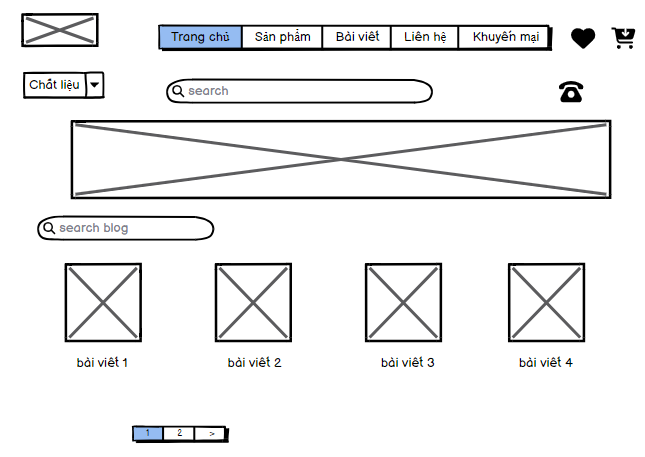 Trang chủ Sản phẩm Bài viết Liên hệ Khuyến mại
Chất liệu search
search blog
bài viết 1 bài viết 2 bài viết 3 bài viết 4
1 2 >